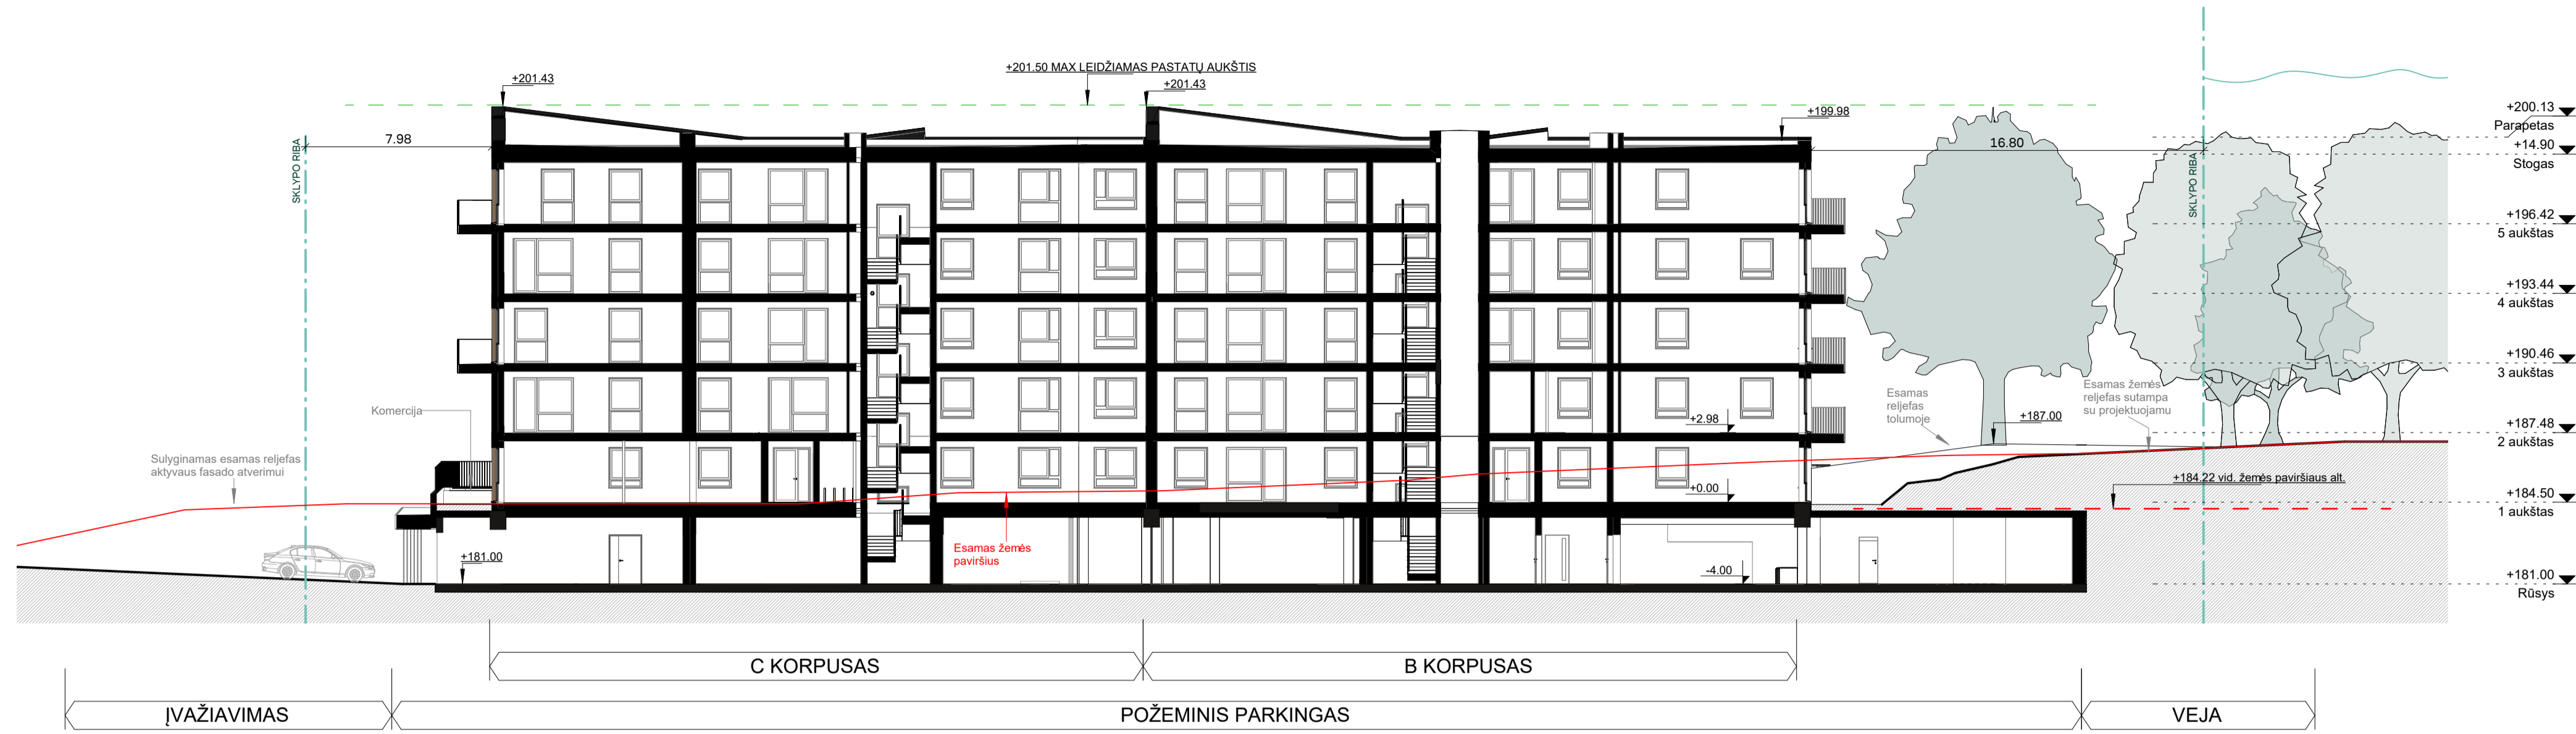 +201.50 MAX LEIDŽIAMAS PASTATŲ AUKŠTIS
+201.43
+201.43
+199.98
7.98
16.80
SKLYPO RIBA
SKLYPO RIBA
+200.13
Parapetas
+14.90
Stogas
+196.42
5 aukštas
+193.44
4 aukštas
+190.46
3 aukštas
+187.48
2 aukštas
+184.50
1 aukštas
+181.00
Rūsys
Komercija
Sulyginamas esamas reljefas
aktyvaus fasado atverimui
Esamas
reljefas
tolumoje
+187.00
Esamas žemės
reljefas sutampa
su projektuojamu
+2.98
+0.00
+184.22 vid. žemės paviršiaus alt.
Esamas žemės
paviršius
+181.00
-4.00
C KORPUSAS
B KORPUSAS
ĮVAŽIAVIMAS
POŽEMINIS PARKINGAS
VEJA